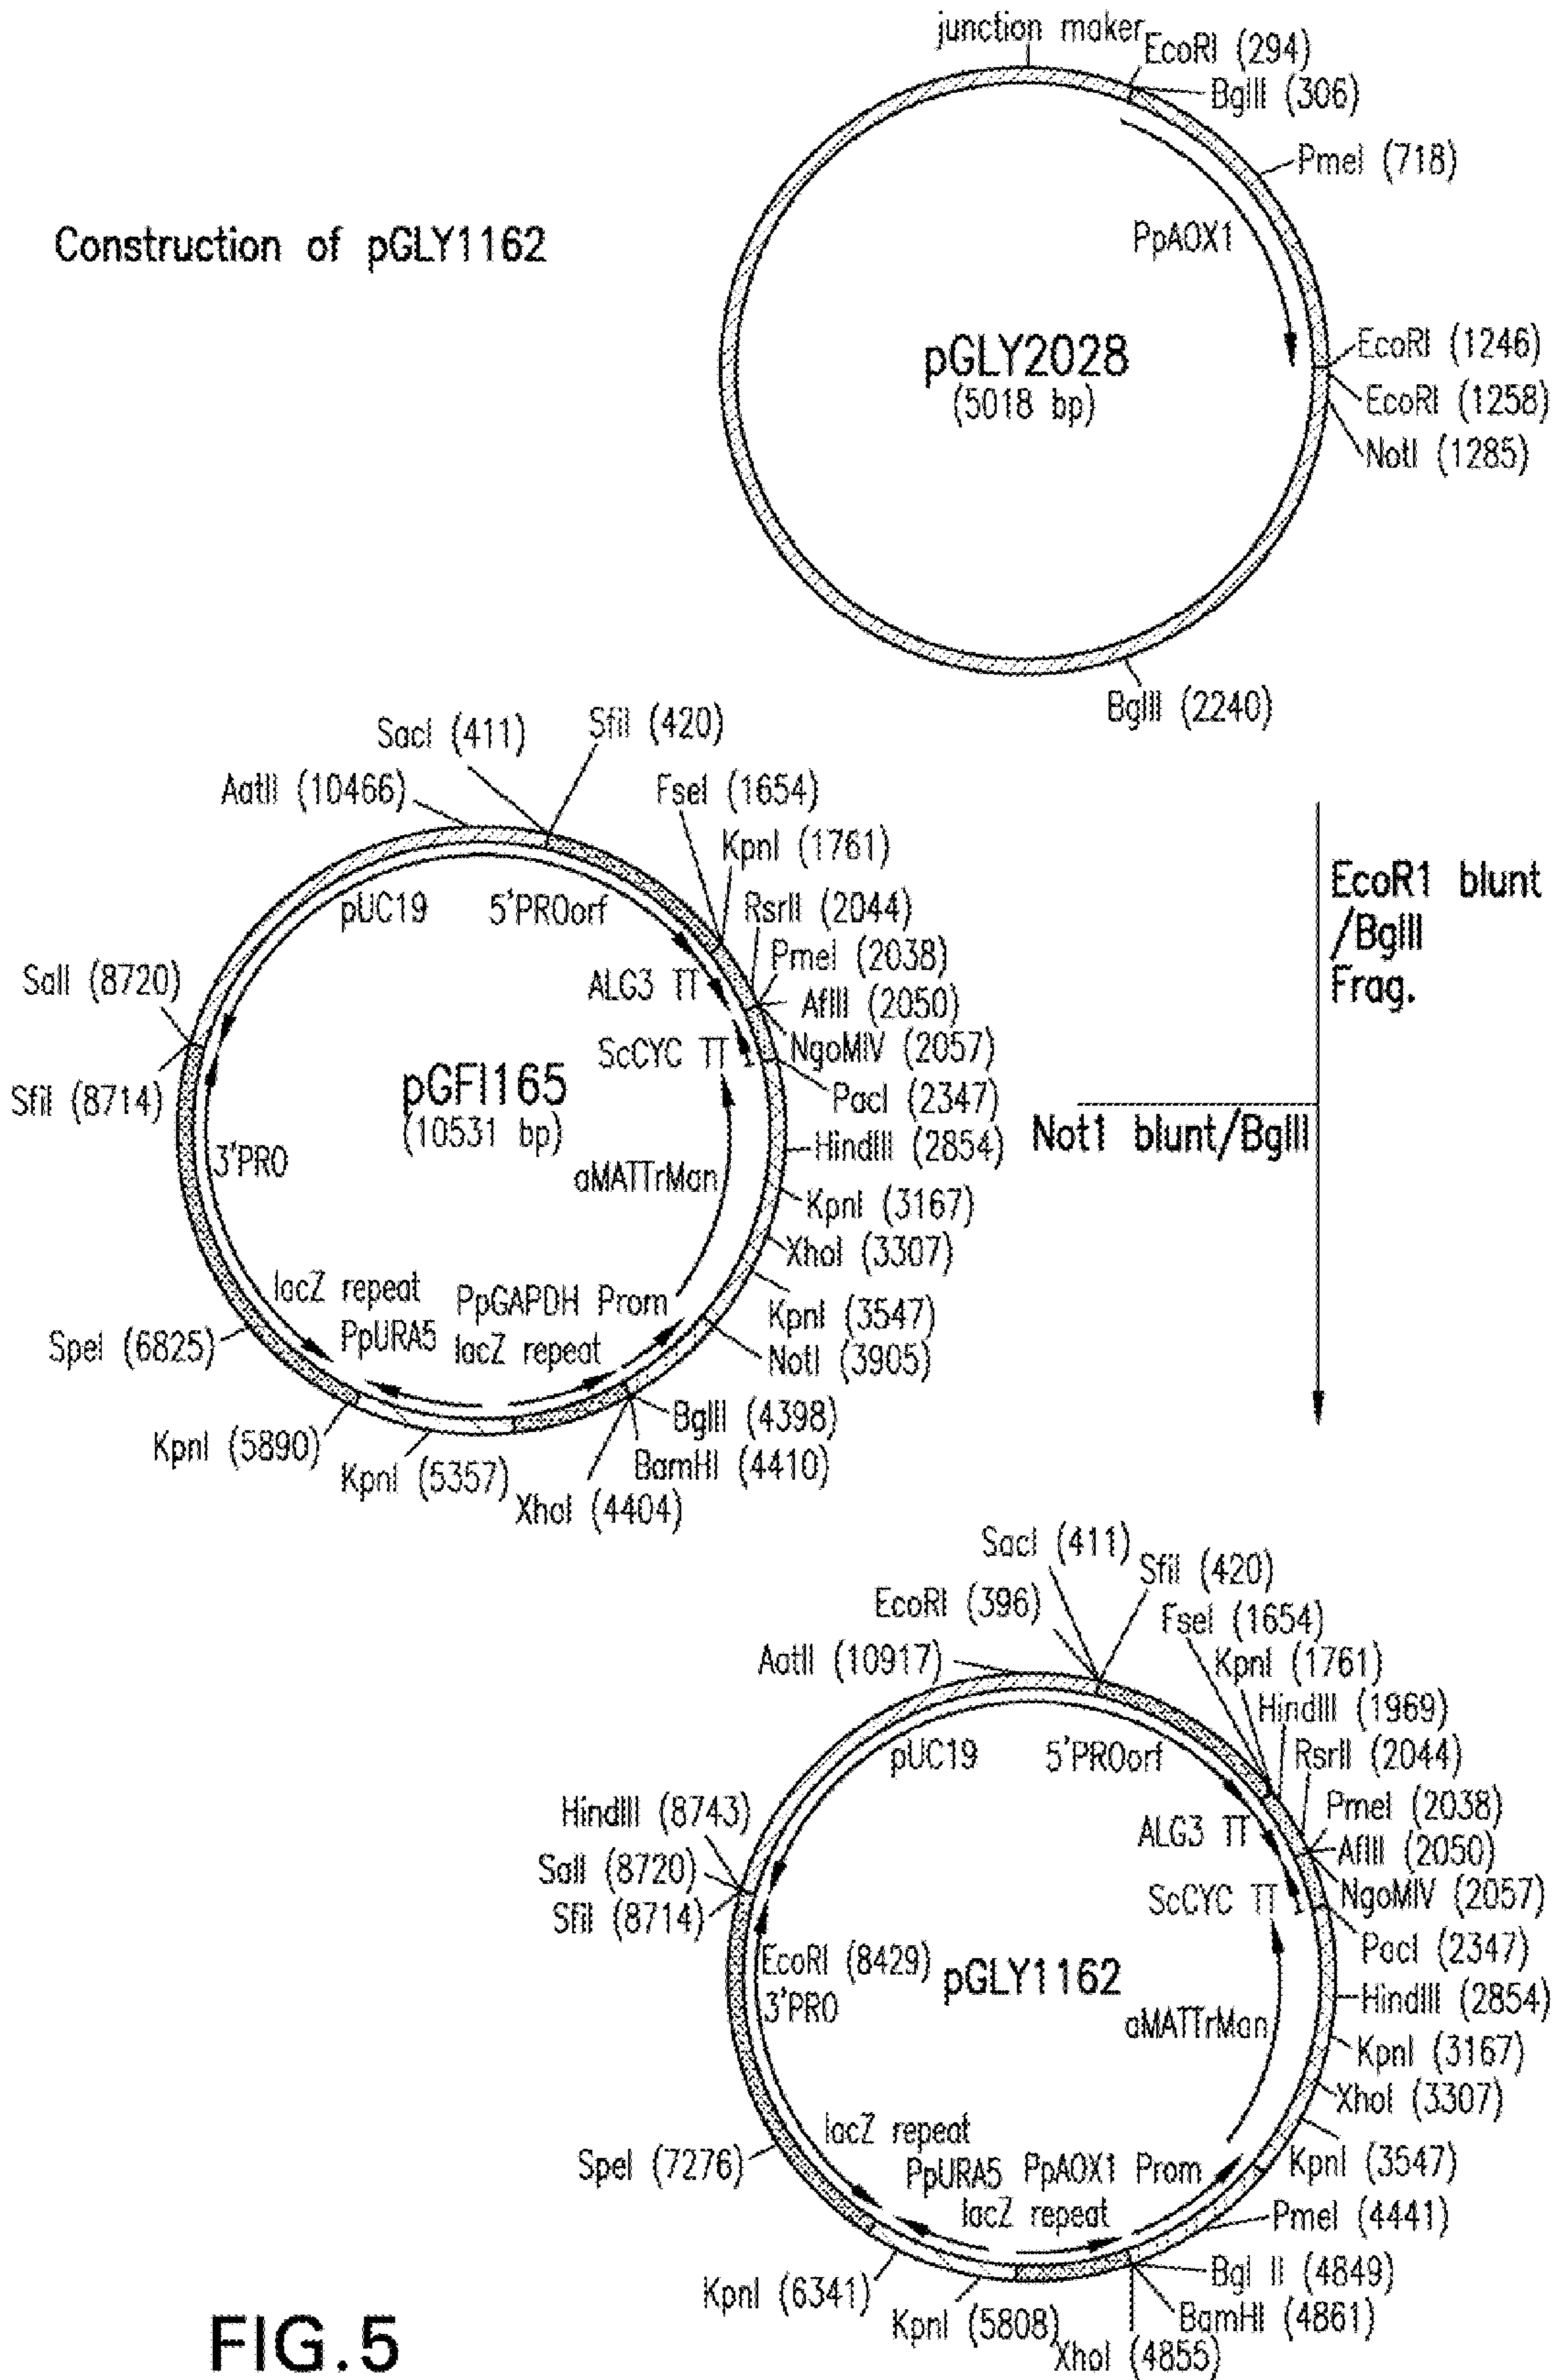 Construction of pGLY1162
junction maker
EcoRI (294)
BglII (306)
PmeI (718)
PpAOX1
pGLY2028
(5018 bp)
EcoRI (1246)
EcoRI (1258)
NotI (1285)
BglII (2240)
SacI (411)
SfiI (420)
AatII (10466)
FseI (1654)
KpnI (1761)
RsrII (2044)
PmeI (2038)
AflII (2050)
NgoMIV (2057)
PacI (2347)
HindIII (2854)
KpnI (3167)
XhoI (3307)
KpnI (3547)
NotI (3905)
BglII (4398)
BamHI (4410)
XhoI (4404)
KpnI (5357)
KpnI (5890)
SpeI (6825)
SfiI (8714)
SalI (8720)
pUC19
5'PROorf
ALG3 TT
ScCYC TT
pGFI165
(10531 bp)
3'PRO
aMATTrMan
lacZ repeat
PpURA5
PpGAPDH Prom
lacZ repeat
EcoR1 blunt
/BglII
Frag.
Not1 blunt/BglII
SacI (411)
SfiI (420)
EcoRI (396)
FseI (1654)
AatII (10917)
KpnI (1761)
HindIII (1969)
RsrII (2044)
PmeI (2038)
AflII (2050)
NgoMIV (2057)
PacI (2347)
HindIII (2854)
KpnI (3167)
XhoI (3307)
KpnI (3547)
PmeI (4441)
Bgl II (4849)
BamHI (4861)
XhoI (4855)
KpnI (5808)
KpnI (6341)
SpeI (7276)
SfiI (8714)
SalI (8720)
HindIII (8743)
pUC19
5'PROorf
ALG3 TT
ScCYC TT
EcoRI (8429)
3'PRO
pGLY1162
aMATTrMan
lacZ repeat
PpURA5
PpAOX1 Prom
lacZ repeat
FIG.5